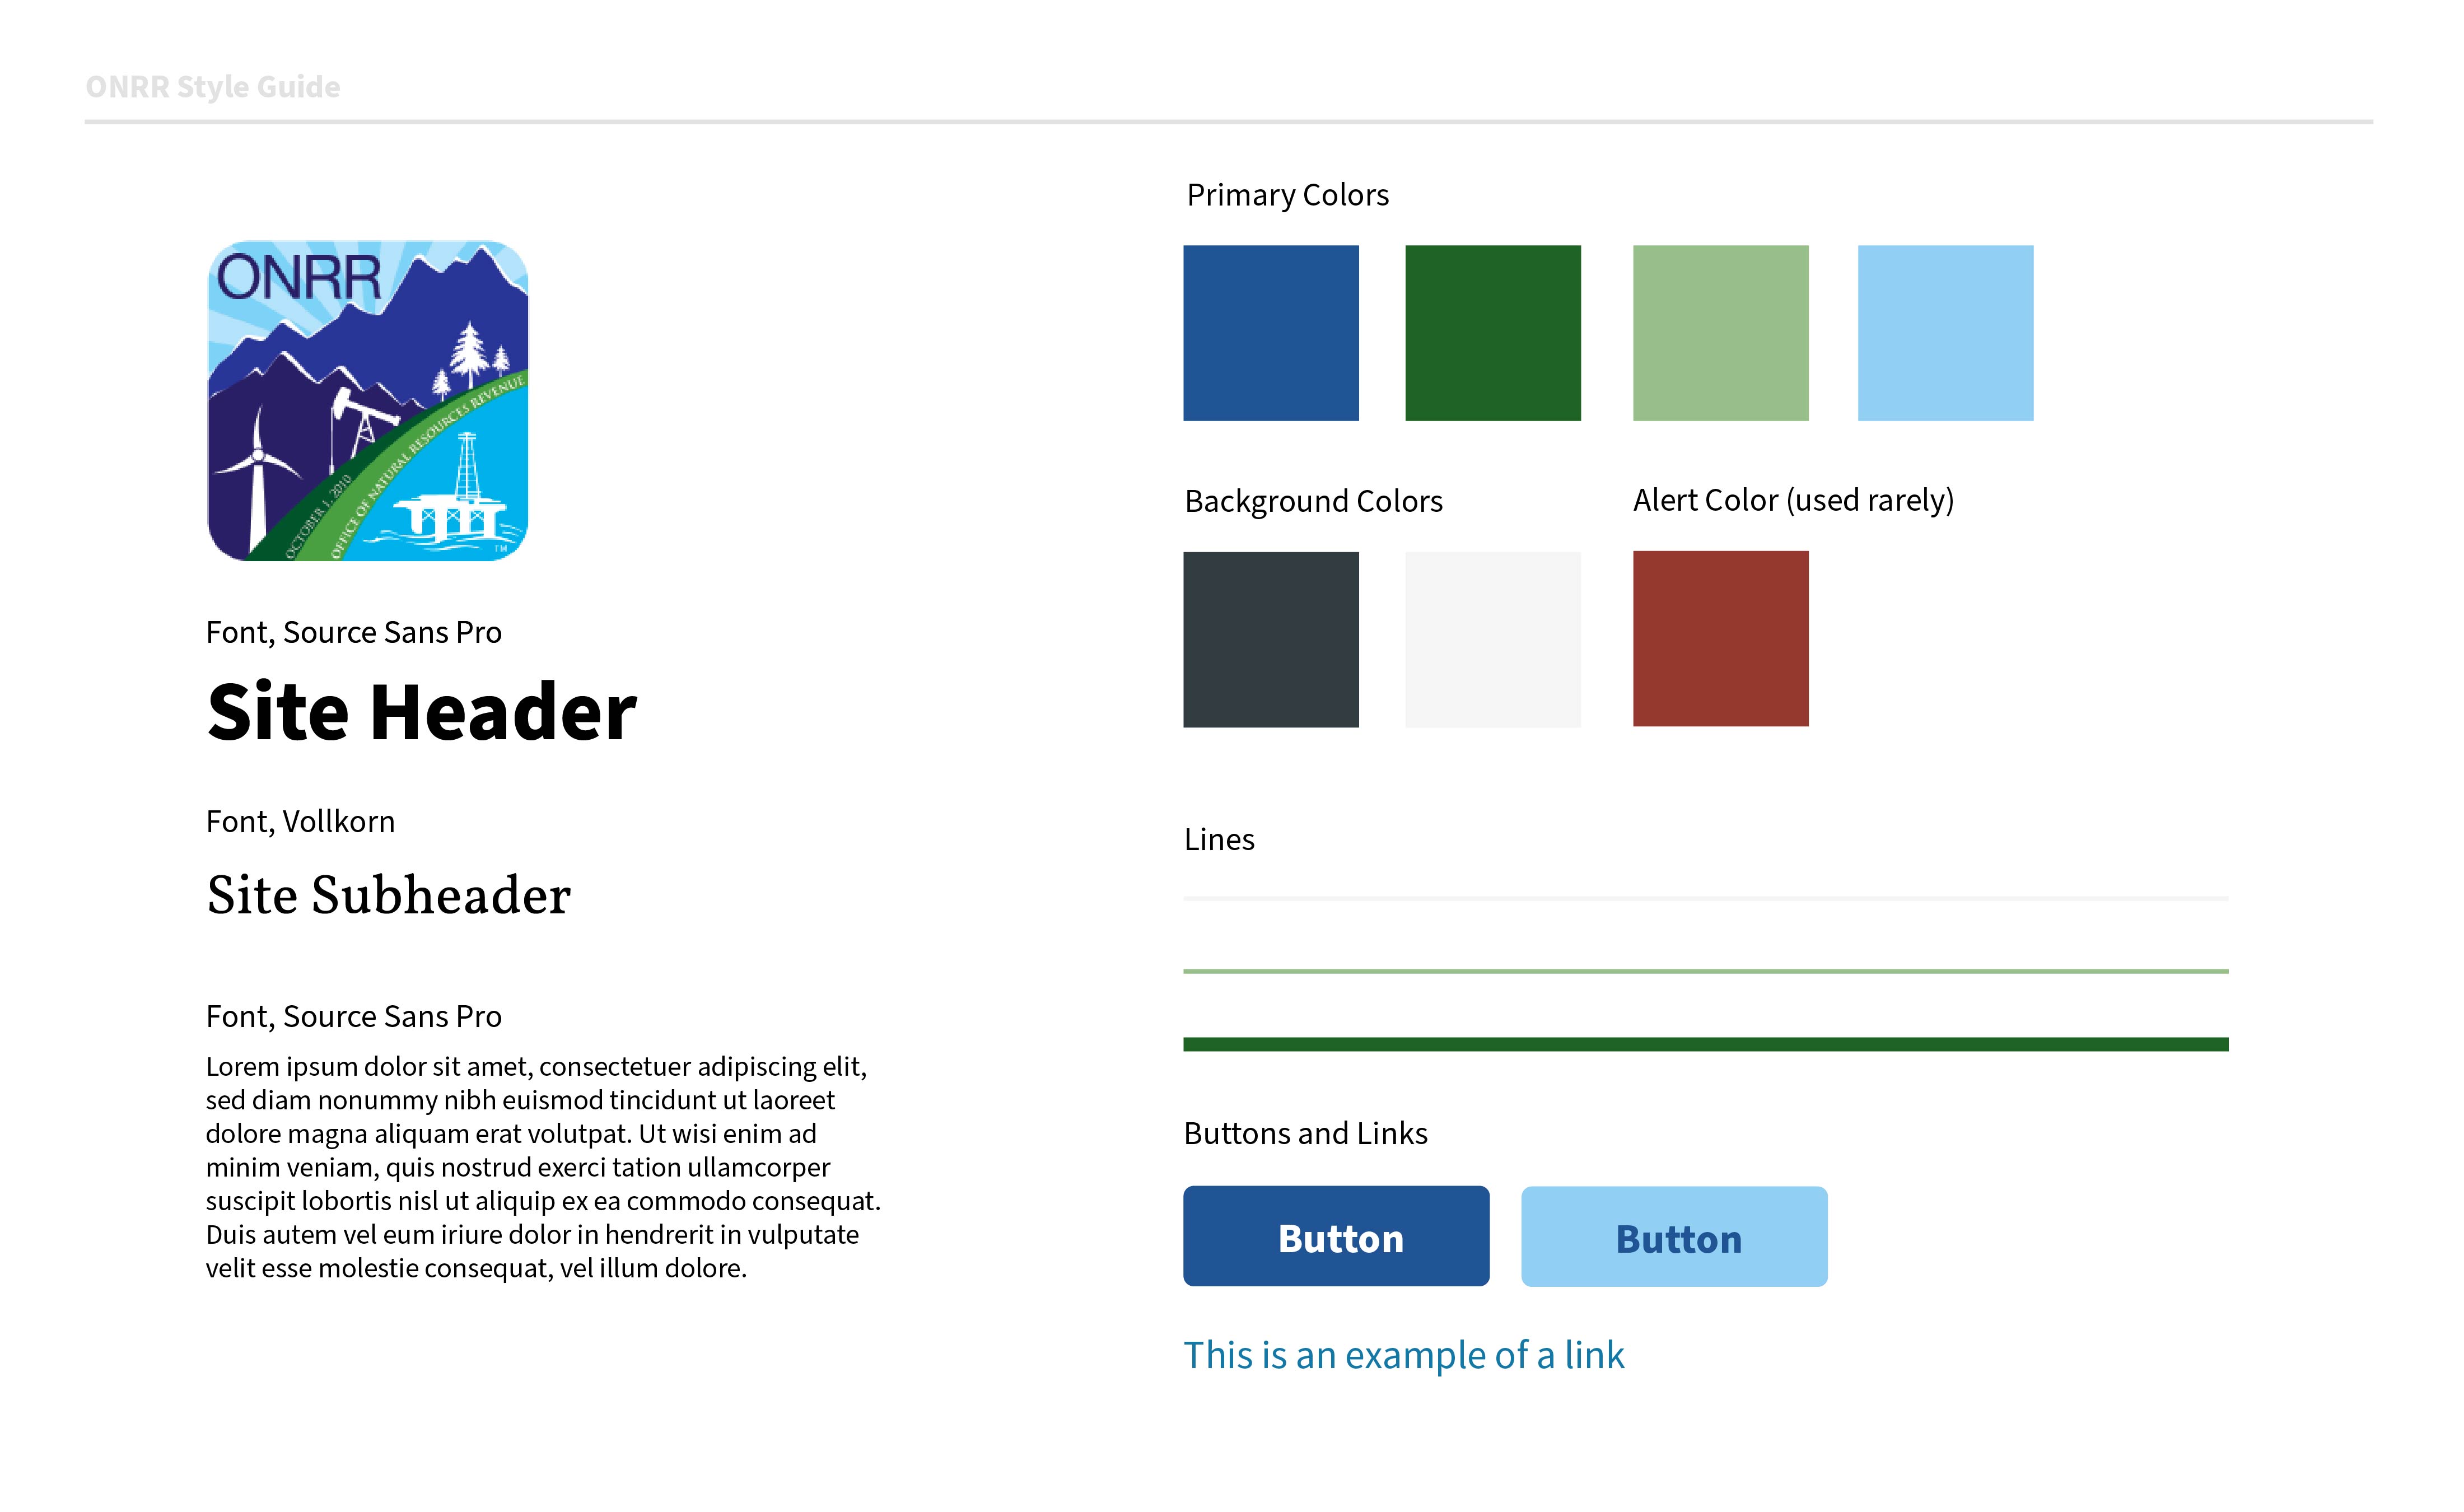 ONRR Style Guide
ONRR
OCTOBER 1, 2010
OFFICE OF NATURAL RESOURCES REVENUE
TM
Font, Source Sans Pro
Site Header
Font, Vollkorn
Site Subheader
Font, Source Sans Pro
Lorem ipsum dolor sit amet, consectetuer adipiscing elit,
sed diam nonummy nibh euismod tincidunt ut laoreet
dolore magna aliquam erat volutpat. Ut wisi enim ad
minim veniam, quis nostrud exerci tation ullamcorper
suscipit lobortis nisl ut aliquip ex ea commodo consequat.
Duis autem vel eum iriure dolor in hendrerit in vulputate
velit esse molestie consequat, vel illum dolore.
Primary Colors
Background Colors
Alert Color (used rarely)
Lines
Buttons and Links
Button
Button
This is an example of a link